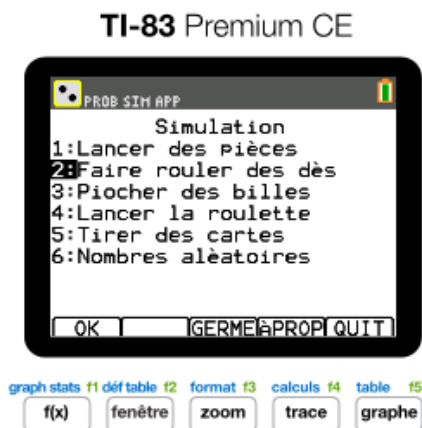 TI-83 Premium CE
PROB SIM APP
Simulation
1:Lancer des pièces
2:Faire rouler des dès
3:Piocher des billes
4:Lancer la roulette
5:Tirer des cartes
6:Nombres alèatoires
OK GERME àPROP QUIT
graph stats f1 déf table f2 format f3 calculs f4 table f5
f(x) fenêtre zoom trace graphe